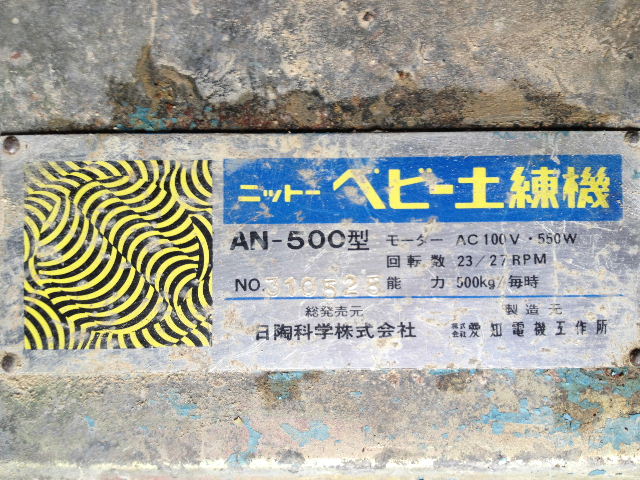 ニットー ベビー土練機
AN-500型 モーター AC100V・550W
回転数 23/27RPM
NO. 316528 能力 500kg/毎時
総発売元 製造元
日陶科学株式会社 株式会社 愛知電機工作所